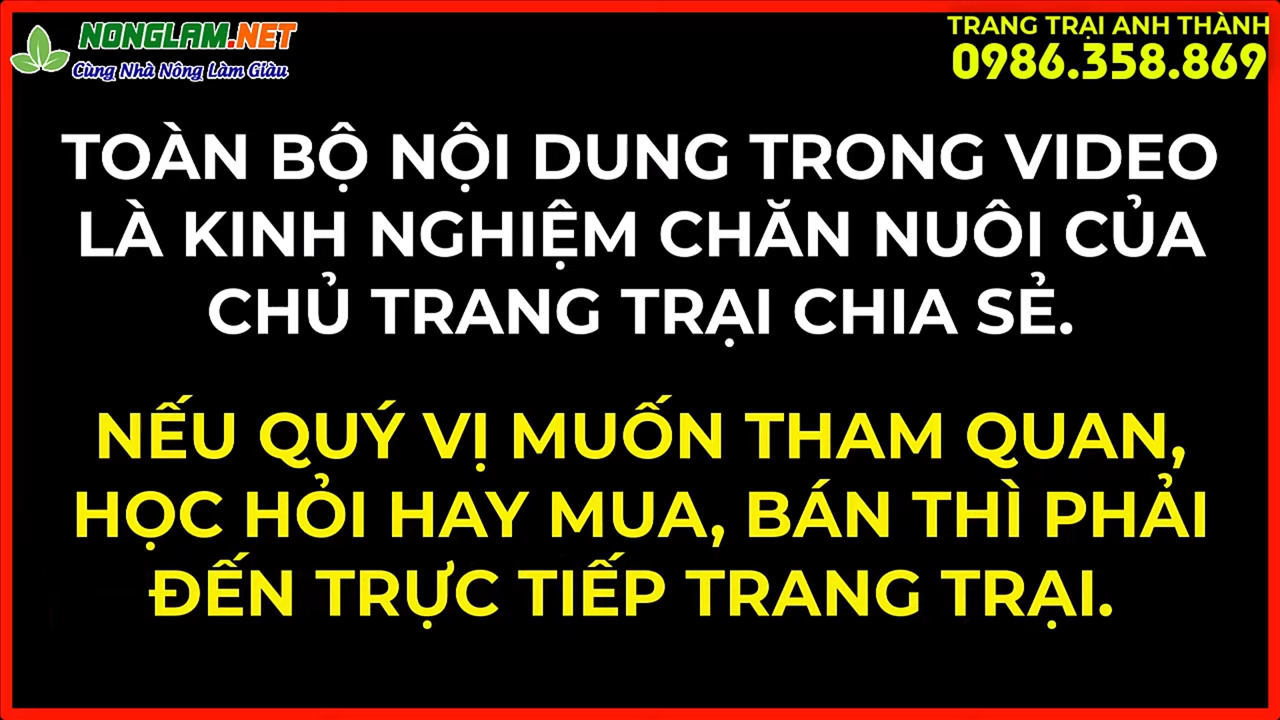 NONGLAM.NET
Cùng Nhà Nông Làm Giàu
TRANG TRẠI ANH THÀNH
0986.358.869
TOÀN BỘ NỘI DUNG TRONG VIDEO
LÀ KINH NGHIỆM CHĂN NUÔI CỦA
CHỦ TRANG TRẠI CHIA SẺ.
NẾU QUÝ VỊ MUỐN THAM QUAN,
HỌC HỎI HAY MUA, BÁN THÌ PHẢI
ĐẾN TRỰC TIẾP TRANG TRẠI.